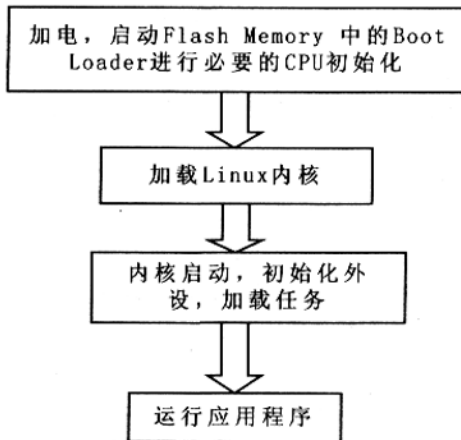 加电，启动Flash Memory 中的Boot
Loader进行必要的CPU初始化
加载Linux内核
内核启动，初始化外
设，加载任务
运行应用程序